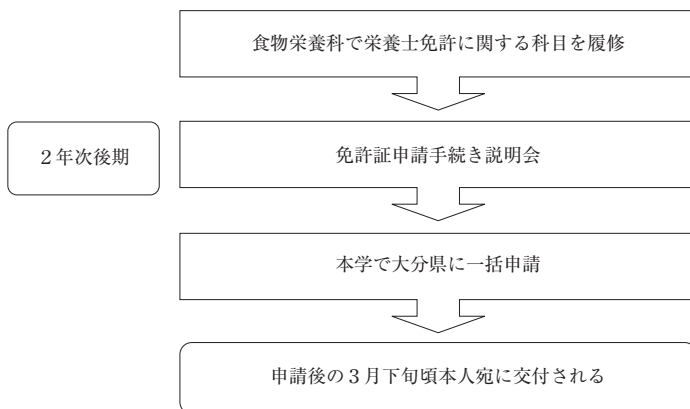 食物栄養科で栄養士免許に関する科目を履修
２年次後期
免許証申請手続き説明会
本学で大分県に一括申請
申請後の３月下旬頃本人宛に交付される